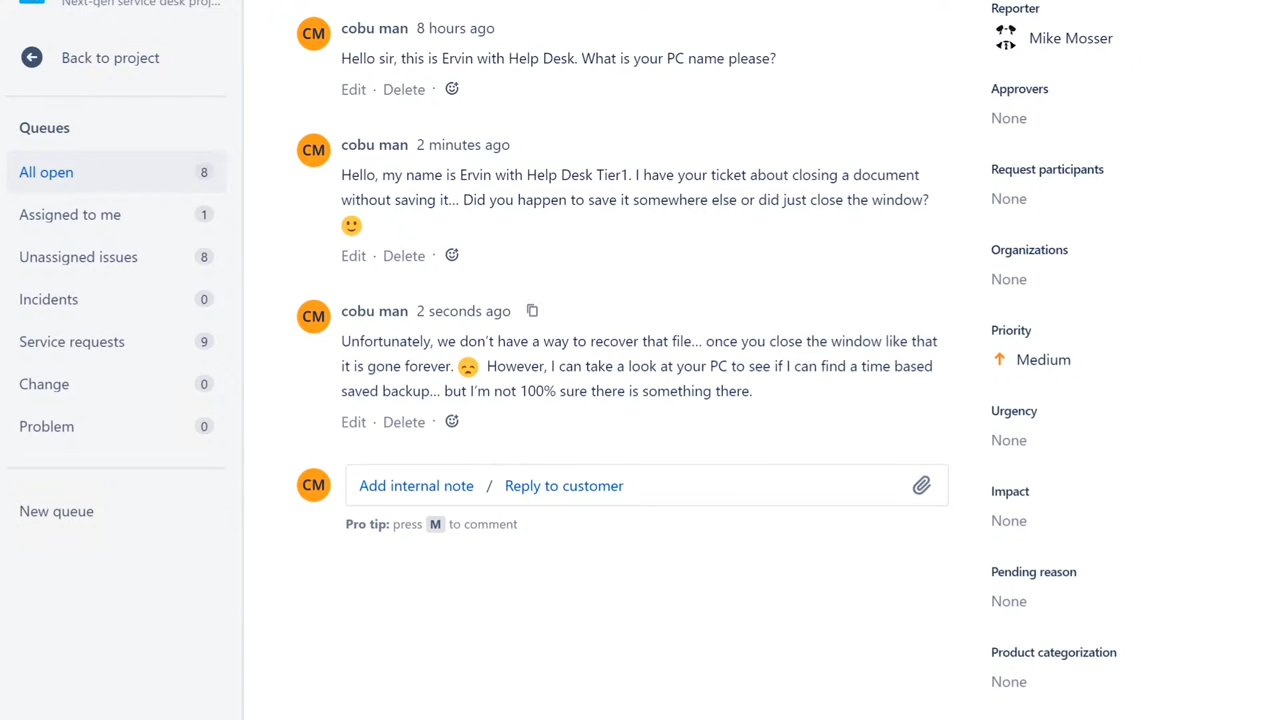 Next-gen service desk proj...
Back to project
Queues
All open 8
Assigned to me 1
Unassigned issues 8
Incidents 0
Service requests 9
Change 0
Problem 0
New queue
CM cobu man 8 hours ago
Hello sir, this is Ervin with Help Desk. What is your PC name please?
Edit · Delete ·
CM cobu man 2 minutes ago
Hello, my name is Ervin with Help Desk Tier1. I have your ticket about closing a document
without saving it... Did you happen to save it somewhere else or did just close the window?
🙂
Edit · Delete ·
CM cobu man 2 seconds ago
Unfortunately, we don't have a way to recover that file... once you close the window like that
it is gone forever. 😞 However, I can take a look at your PC to see if I can find a time based
saved backup... but I'm not 100% sure there is something there.
Edit · Delete ·
CM Add internal note / Reply to customer
Pro tip: press M to comment
Reporter
Mike Mosser
Approvers
None
Request participants
None
Organizations
None
Priority
Medium
Urgency
None
Impact
None
Pending reason
None
Product categorization
None